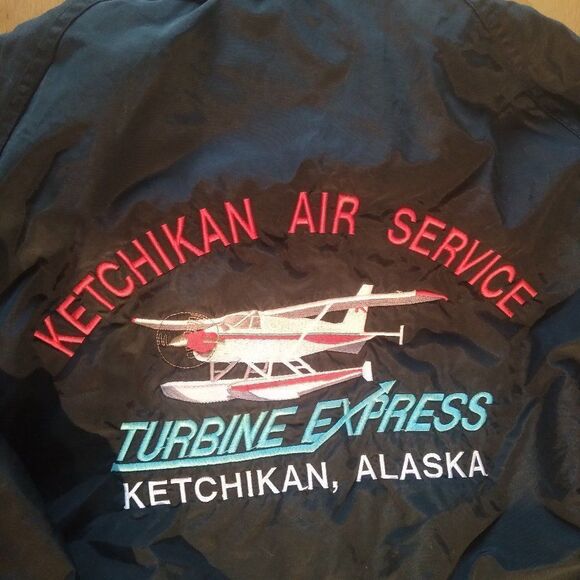 KETCHIKAN AIR SERVICE
TURBINE EXPRESS
KETCHIKAN, ALASKA